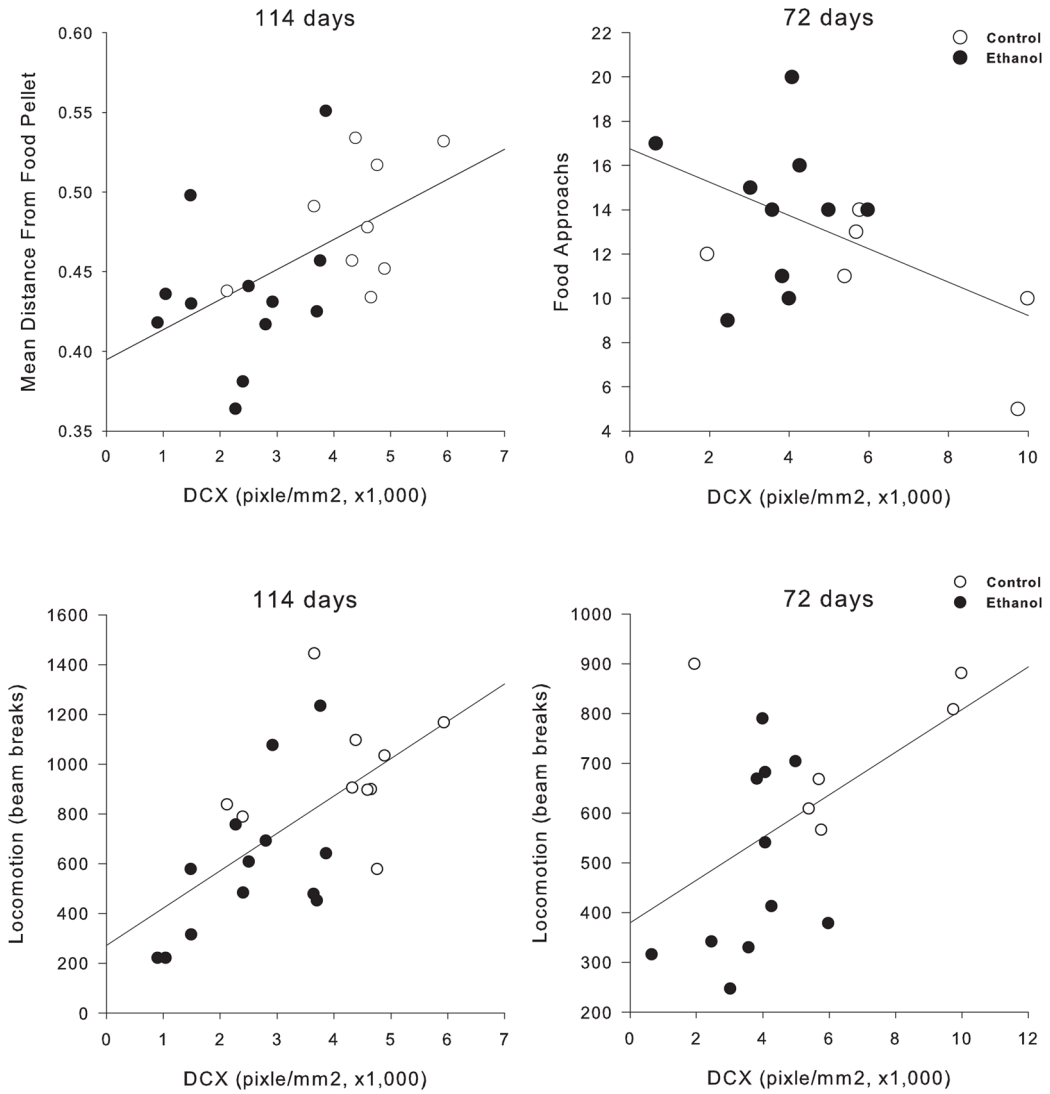 114 days
0.60
0.55
0.50
0.45
0.40
0.35
Mean Distance From Food Pellet
0 1 2 3 4 5 6 7
DCX (pixle/mm2, x1,000)
72 days
Control
Ethanol
22
20
18
16
14
12
10
8
6
4
Food Approachs
0 2 4 6 8 10
DCX (pixle/mm2, x1,000)
114 days
1600
1400
1200
1000
800
600
400
200
0
Locomotion (beam breaks)
0 1 2 3 4 5 6 7
DCX (pixle/mm2, x1,000)
72 days
Control
Ethanol
1000
900
800
700
600
500
400
300
200
Locomotion (beam breaks)
0 2 4 6 8 10 12
DCX (pixle/mm2, x1,000)